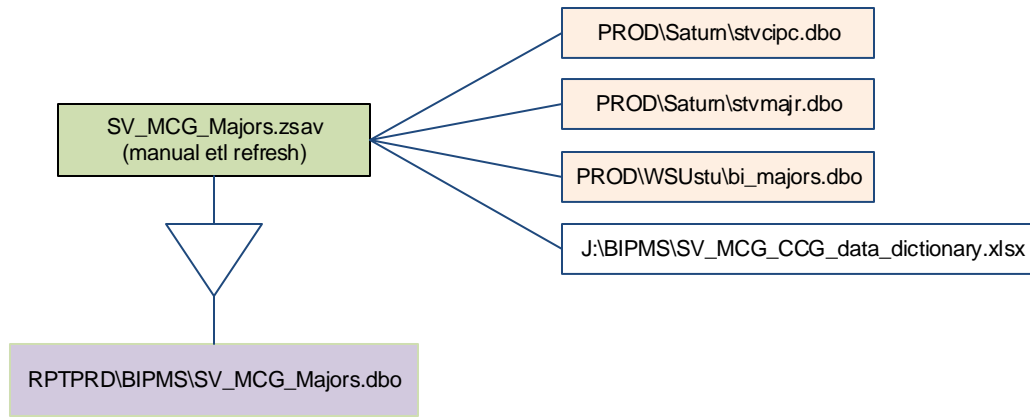 PROD\Saturn\stvcipc.dbo
PROD\Saturn\stvmajr.dbo
SV_MCG_Majors.zsav
(manual etl refresh)
PROD\WSUstu\bi_majors.dbo
J:\BIPMS\SV_MCG_CCG_data_dictionary.xlsx
RPTPRD\BIPMS\SV_MCG_Majors.dbo